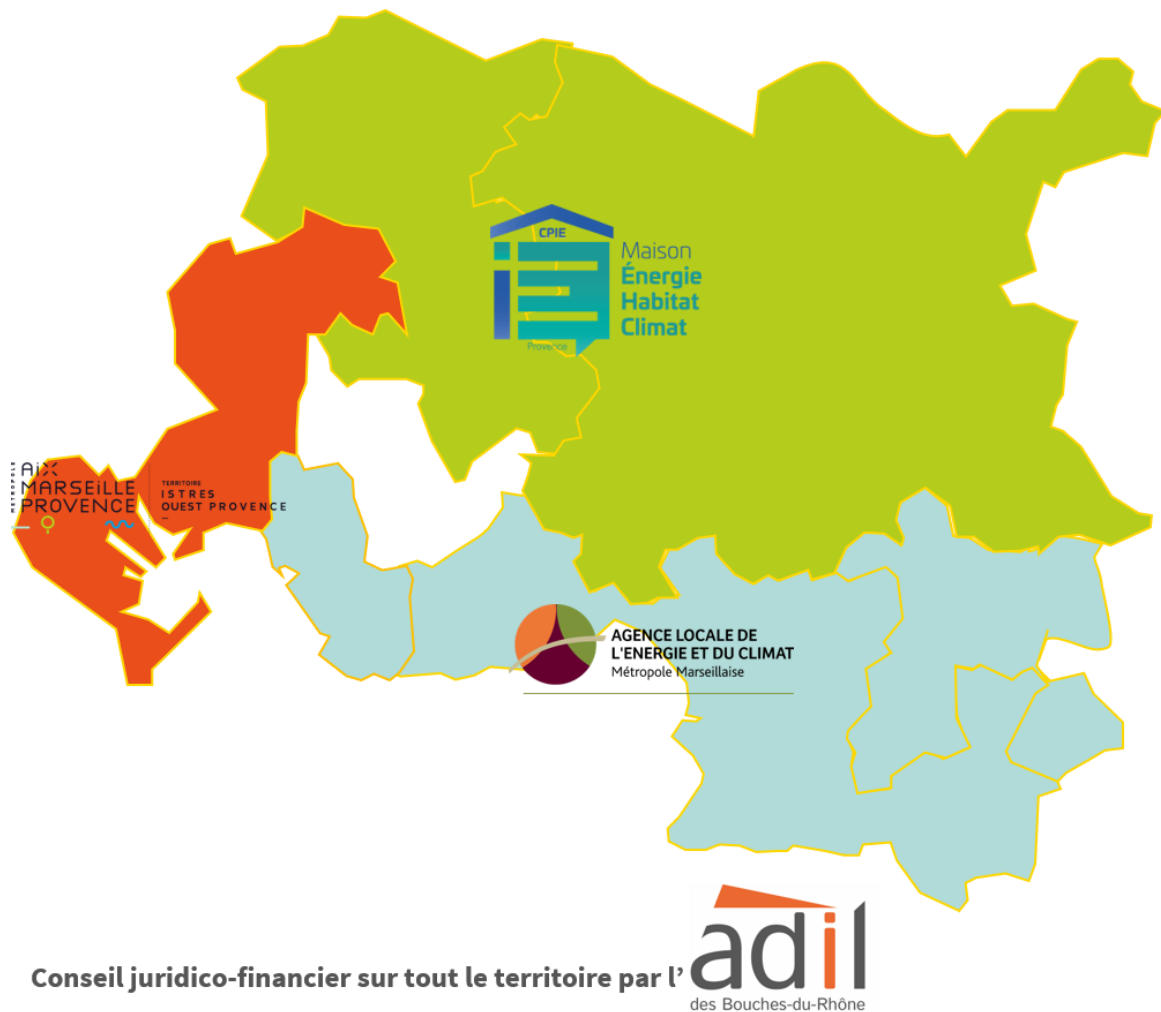 CPIE
Maison
Énergie
Habitat
Climat
Provence
MÉTROPOLE
AIX
MARSEILLE
PROVENCE
TERRITOIRE
ISTRES
OUEST PROVENCE
AGENCE LOCALE DE
L'ENERGIE ET DU CLIMAT
Métropole Marseillaise
Conseil juridico-financier sur tout le territoire par l’
adil
des Bouches-du-Rhône